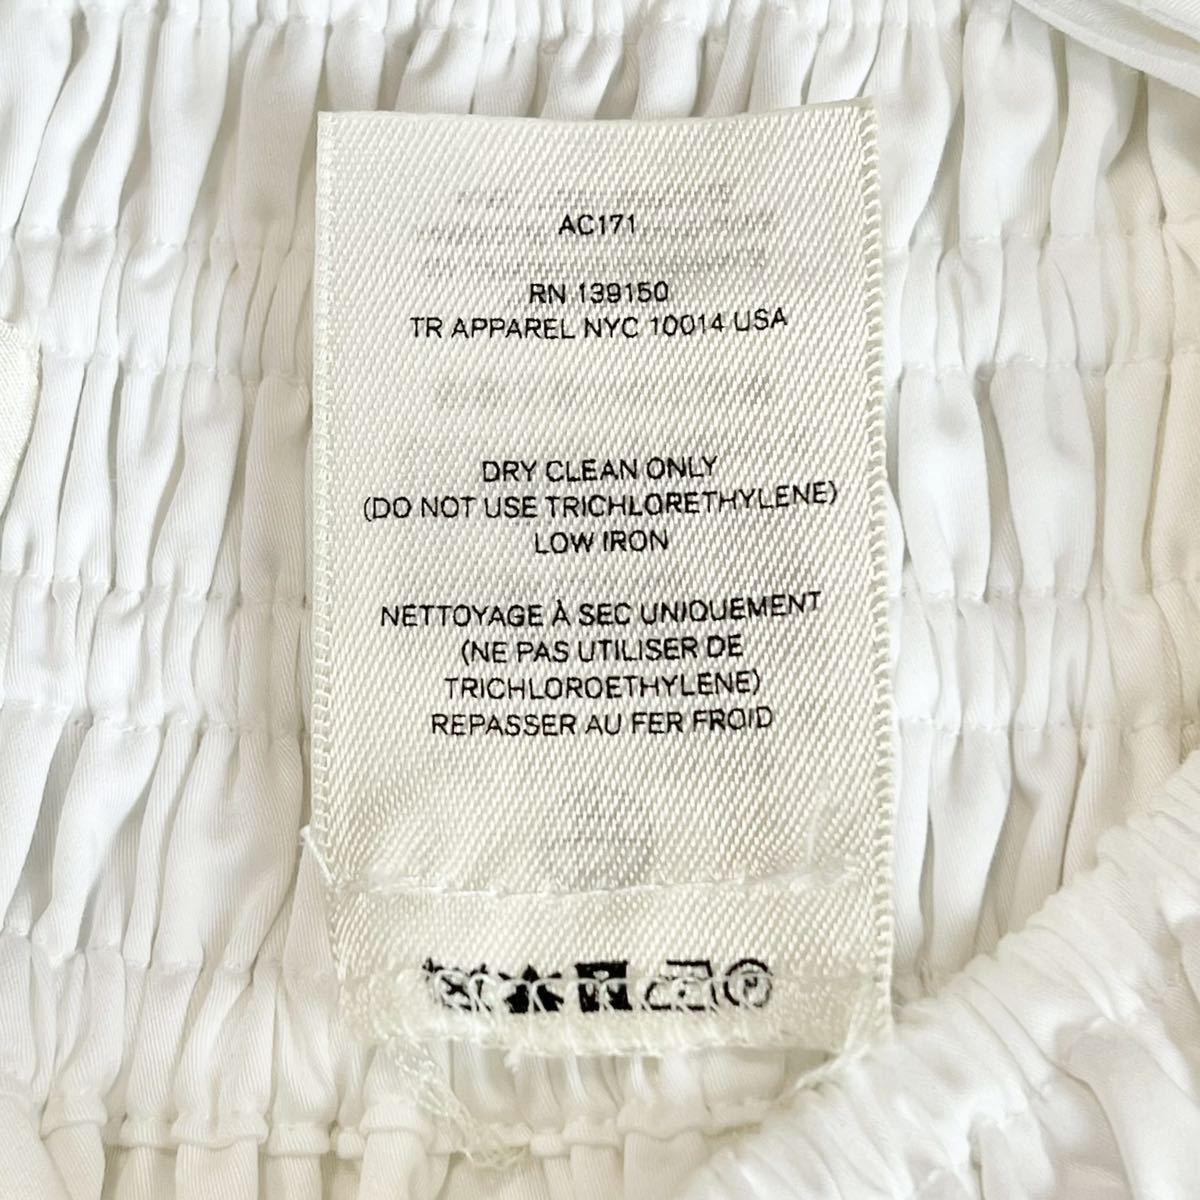 AC171
RN 139150
TR APPAREL NYC 10014 USA
DRY CLEAN ONLY
(DO NOT USE TRICHLORETHYLENE)
LOW IRON
NETTOYAGE À SEC UNIQUEMENT
(NE PAS UTILISER DE
TRICHLOROETHYLENE)
REPASSER AU FER FROID